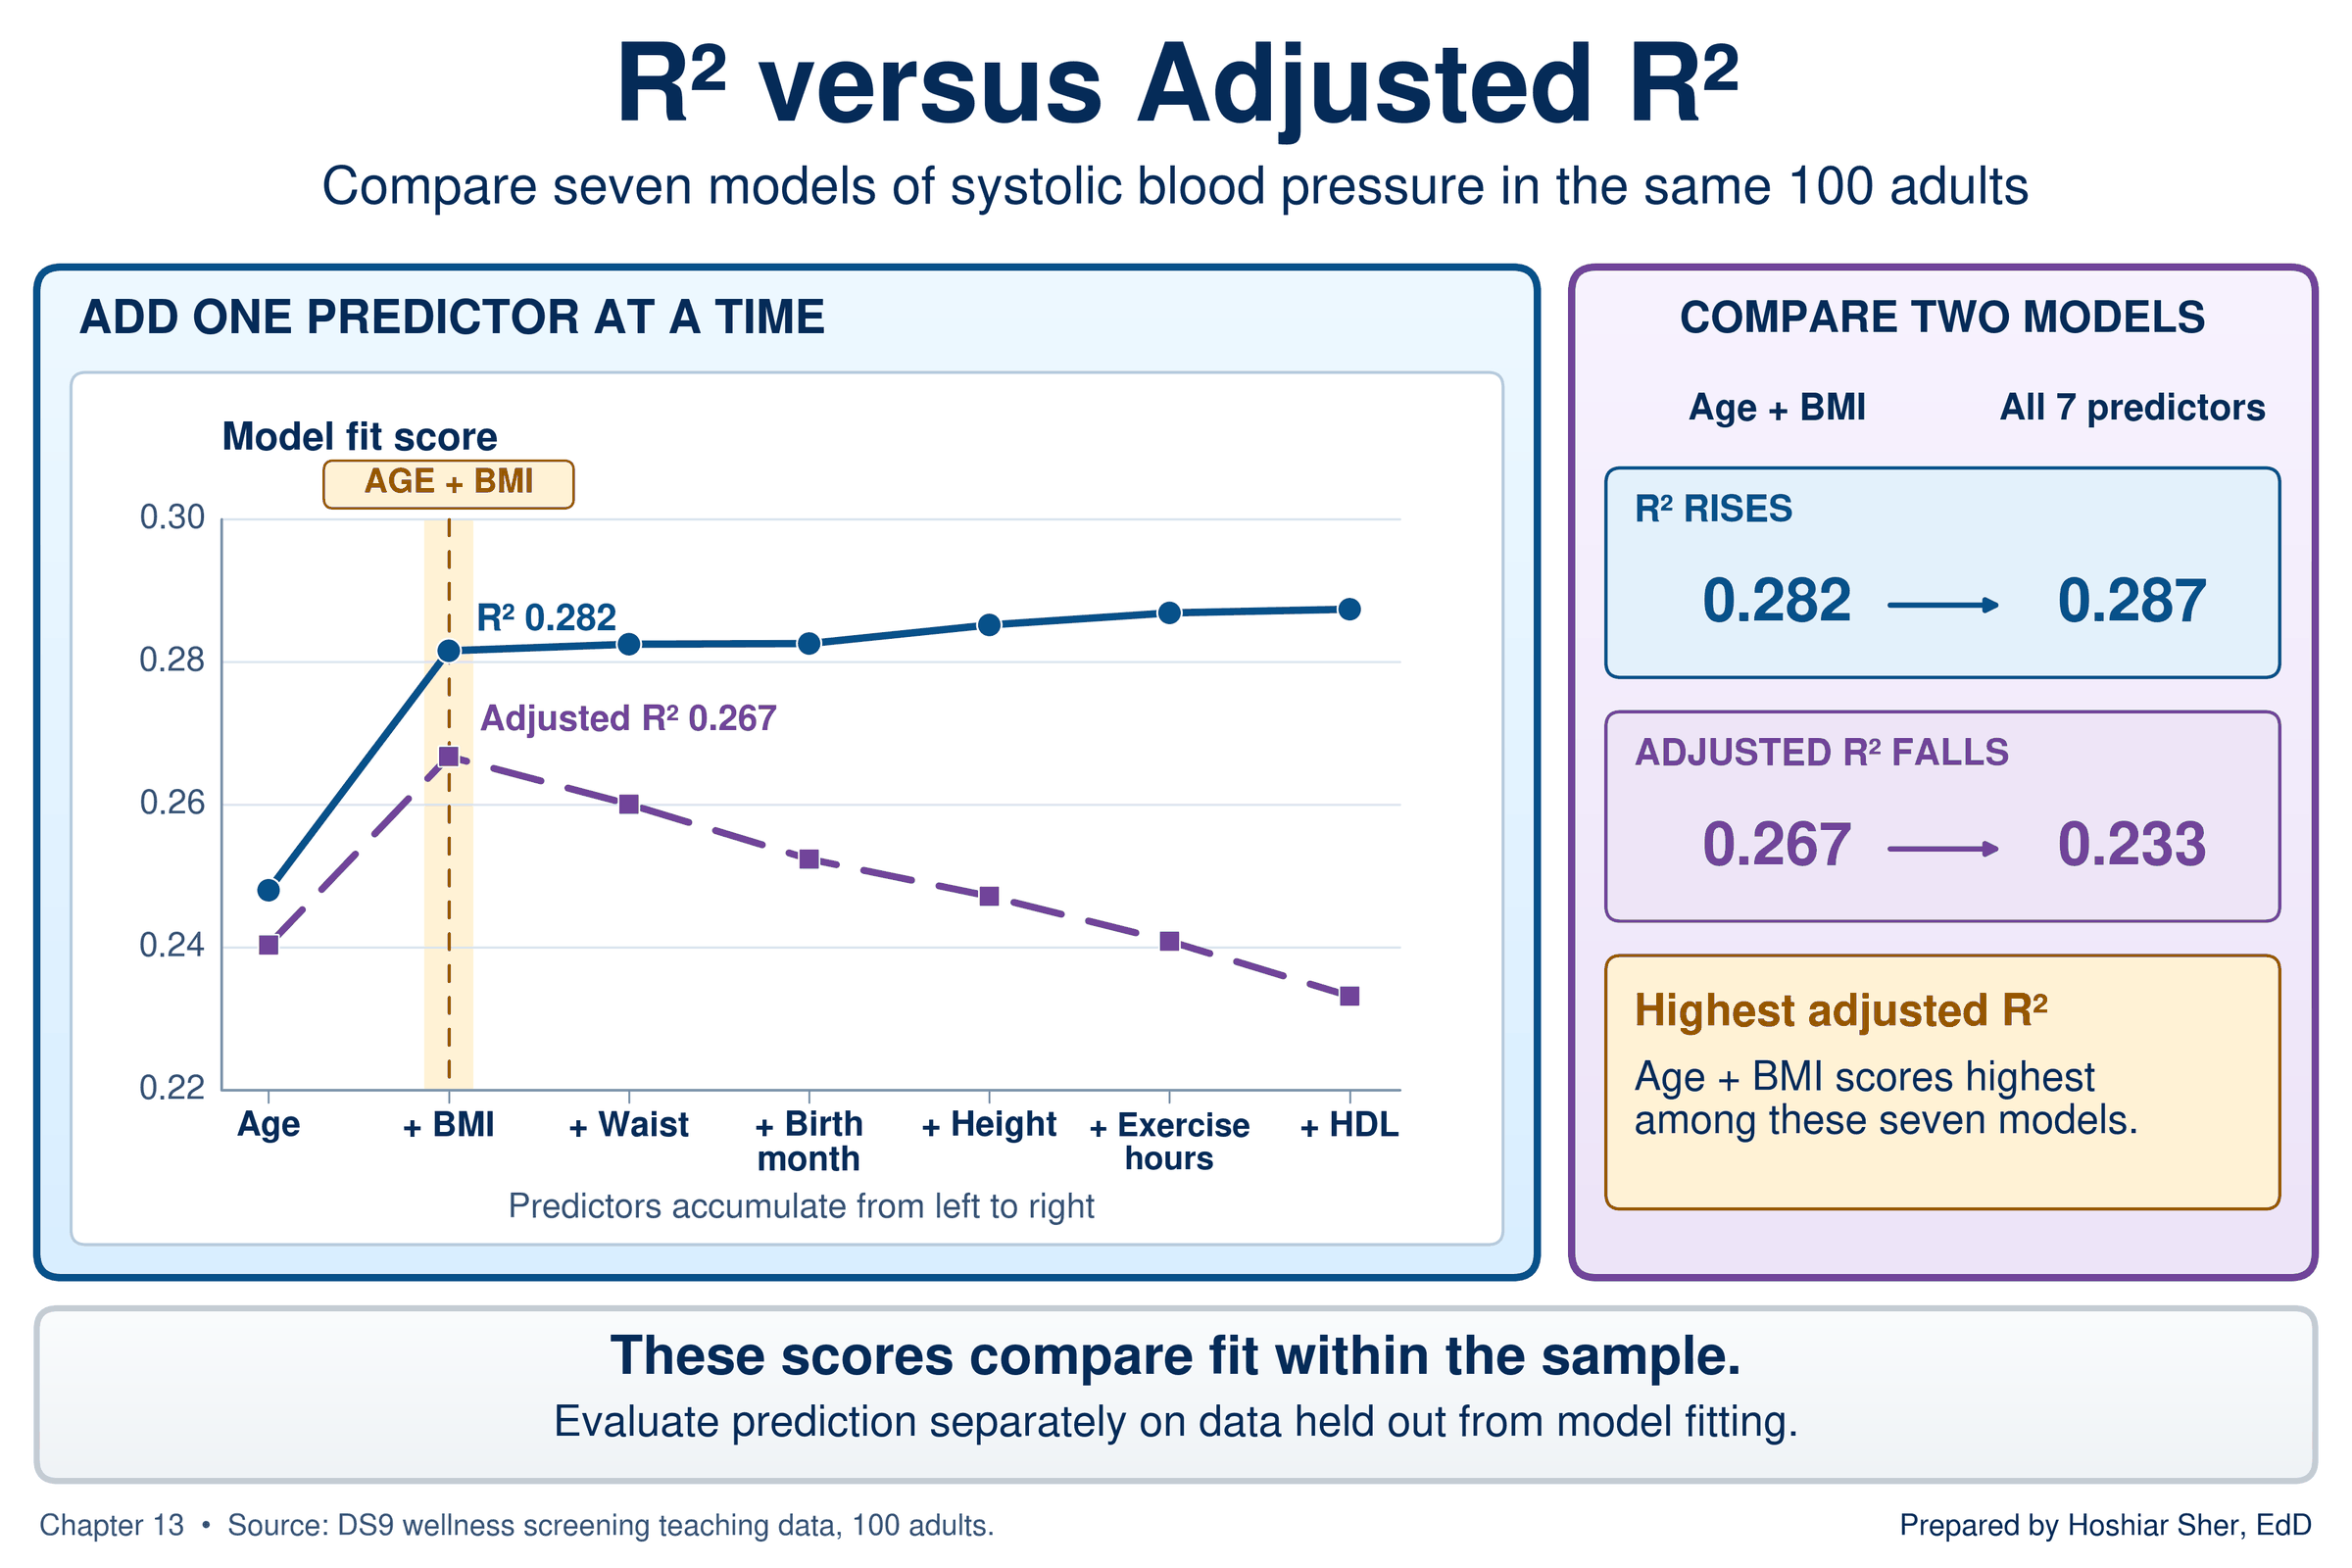 R² versus Adjusted R²
Compare seven models of systolic blood pressure in the same 100 adults
ADD ONE PREDICTOR AT A TIME
Model fit score
AGE + BMI
0.30
0.28
0.26
0.24
0.22
R² 0.282
Adjusted R² 0.267
Age
+ BMI
+ Waist
+ Birth
month
+ Height
+ Exercise
hours
+ HDL
Predictors accumulate from left to right
COMPARE TWO MODELS
Age + BMI
All 7 predictors
R² RISES
0.282
0.287
ADJUSTED R² FALLS
0.267
0.233
Highest adjusted R²
Age + BMI scores highest
among these seven models.
These scores compare fit within the sample.
Evaluate prediction separately on data held out from model fitting.
Chapter 13 • Source: DS9 wellness screening teaching data, 100 adults.
Prepared by Hoshiar Sher, EdD